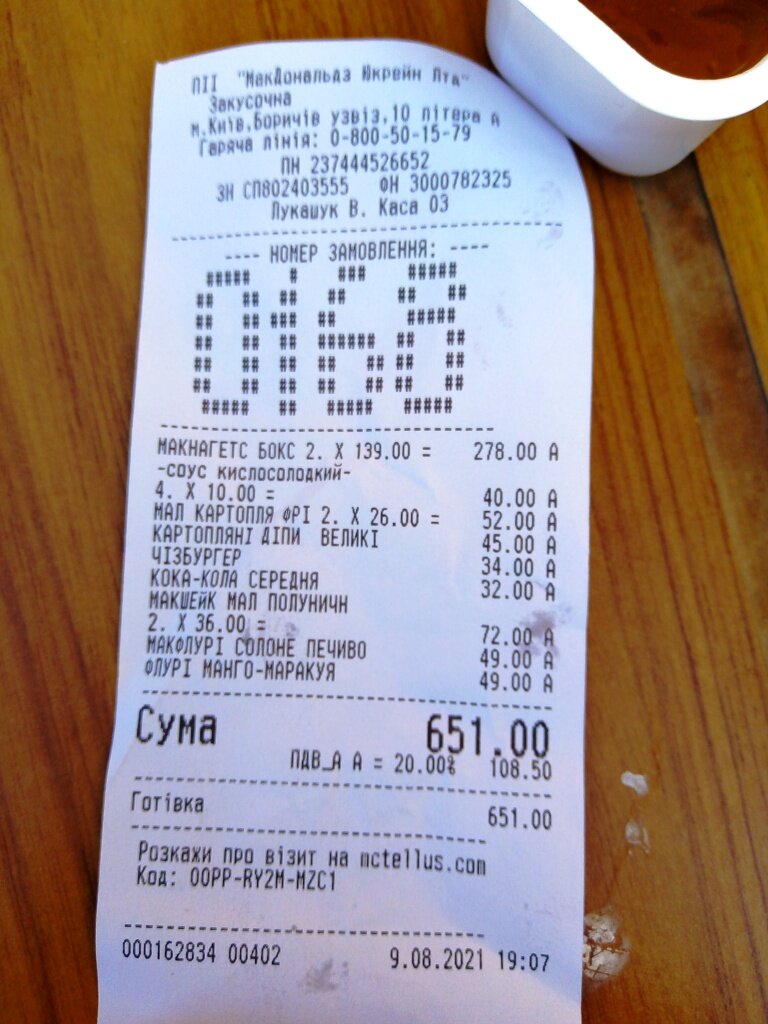 ПІІ "МакДональдз Юкрейн Лтд"
Закусочна
м.Київ,Боричів узвіз,10 літера А
Гаряча лінія: 0-800-50-15-79
ПН 237444526652
ЗН СП802403555 ФН 3000782325
Лукашук В. Каса 03
---- НОМЕР ЗАМОВЛЕННЯ: ----
0168
МАКНАГЕТС БОКС 2. X 139.00 = 278.00 А
-соус кислосолодкий-
4. X 10.00 = 40.00 А
МАЛ КАРТОПЛЯ ФРІ 2. X 26.00 = 52.00 А
КАРТОПЛЯНІ ДІПИ ВЕЛИКІ 45.00 А
ЧІЗБУРГЕР 34.00 А
КОКА-КОЛА СЕРЕДНЯ 32.00 А
МАКШЕЙК МАЛ ПОЛУНИЧН
2. X 36.00 = 72.00 А
МАКФЛУРІ СОЛОНЕ ПЕЧИВО 49.00 А
ФЛУРІ МАНГО-МАРАКУЯ 49.00 А
Сума 651.00
ПДВ_А А = 20.00% 108.50
Готівка 651.00
Розкажи про візит на mctellus.com
Код: 00PP-RY2M-MZC1
000162834 00402 9.08.2021 19:07